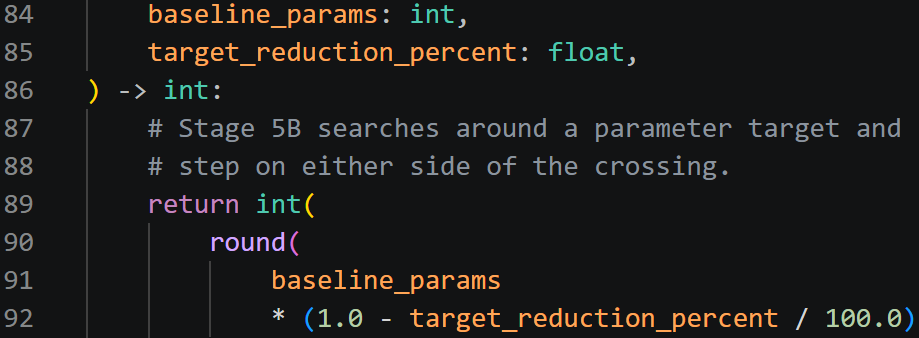 84 baseline_params: int,
85 target_reduction_percent: float,
86 ) -> int:
87 # Stage 5B searches around a parameter target and
88 # step on either side of the crossing.
89 return int(
90 round(
91 baseline_params
92 * (1.0 - target_reduction_percent / 100.0)